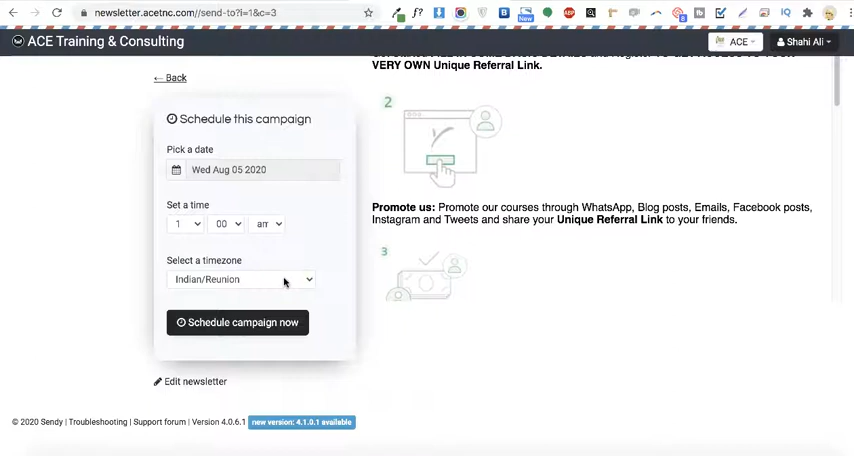 newsletter.acetnc.com//send-to?i=1&c=3
New
8
ACE Training & Consulting
ACE
Shahi Ali
← Back
VERY OWN Unique Referral Link.
Schedule this campaign
2
Pick a date
Wed Aug 05 2020
Set a time
1 00 am
Promote us: Promote our courses through WhatsApp, Blog posts, Emails, Facebook posts,
Instagram and Tweets and share your Unique Referral Link to your friends.
3
Select a timezone
Indian/Reunion
Schedule campaign now
Edit newsletter
© 2020 Sendy | Troubleshooting | Support forum | Version 4.0.6.1 new version: 4.1.0.1 available